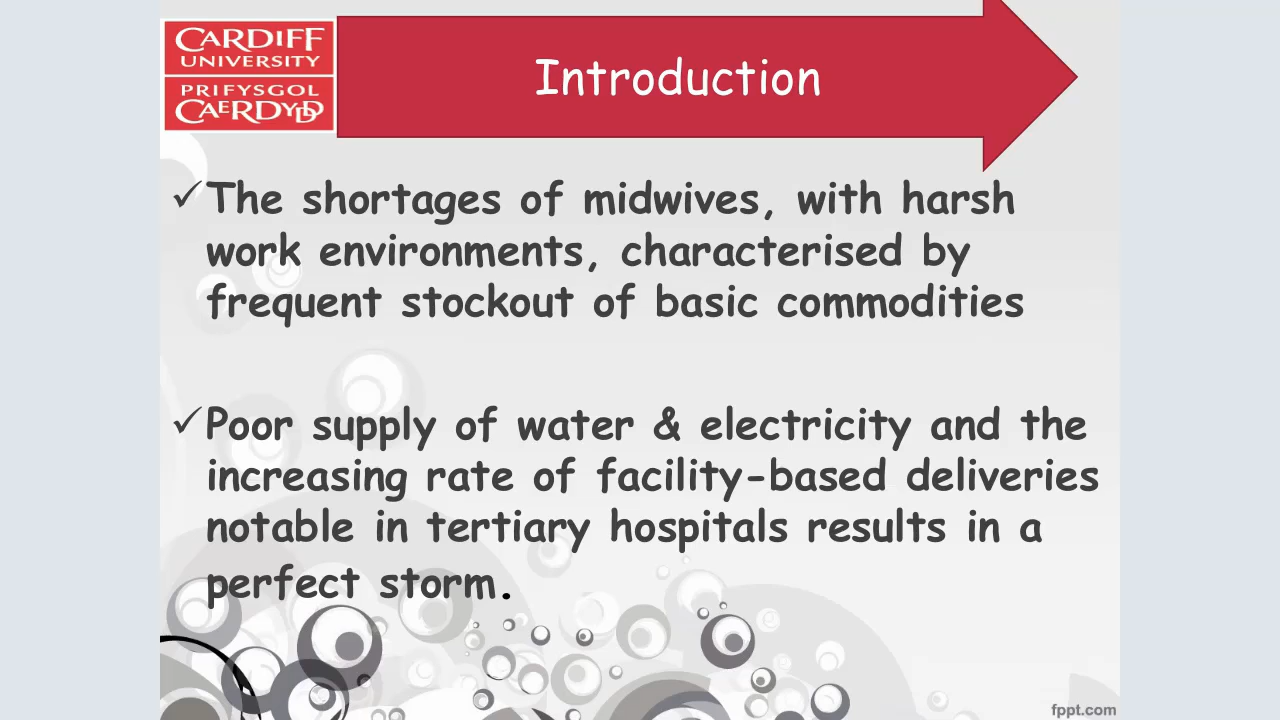 CARDIFF
UNIVERSITY
PRIFYSGOL
CAERDYDD
Introduction
✓The shortages of midwives, with harsh
work environments, characterised by
frequent stockout of basic commodities
✓Poor supply of water & electricity and the
increasing rate of facility-based deliveries
notable in tertiary hospitals results in a
perfect storm.
fppt.com